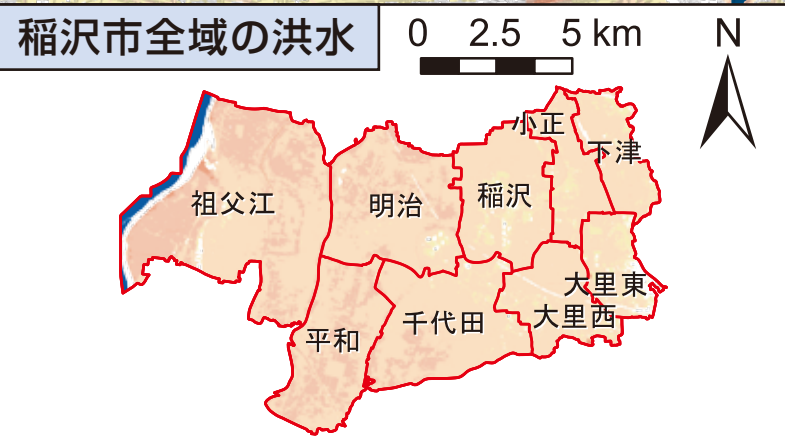 稲沢市全域の洪水
0 2.5 5 km
N
小正
下津
祖父江
明治
稲沢
大里東
大里西
千代田
平和